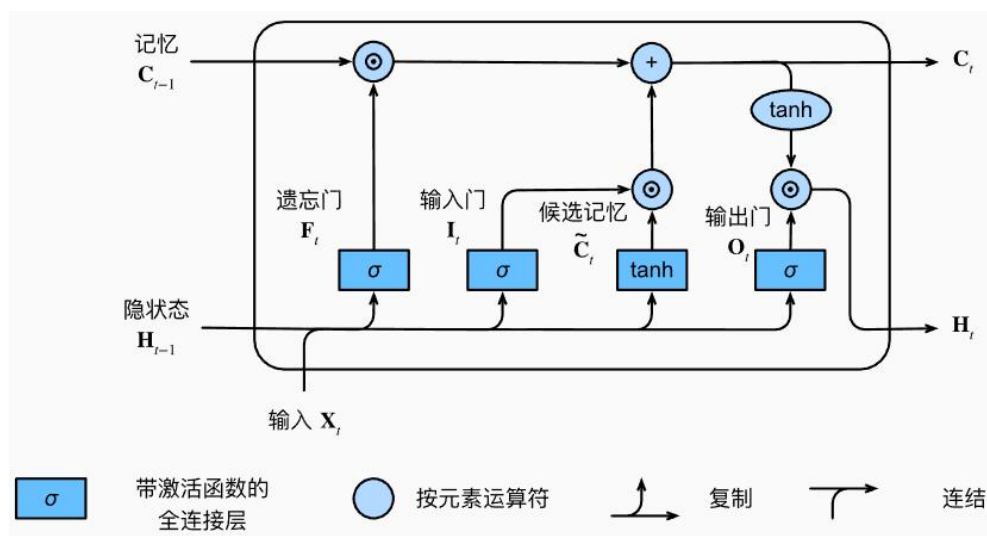 记忆
C_{t-1}
C_t
tanh
遗忘门
F_t
输入门
I_t
候选记忆
C̃_t
输出门
O_t
σ
σ
tanh
σ
隐状态
H_{t-1}
H_t
输入 X_t
σ
带激活函数的
全连接层
按元素运算符
复制
连结